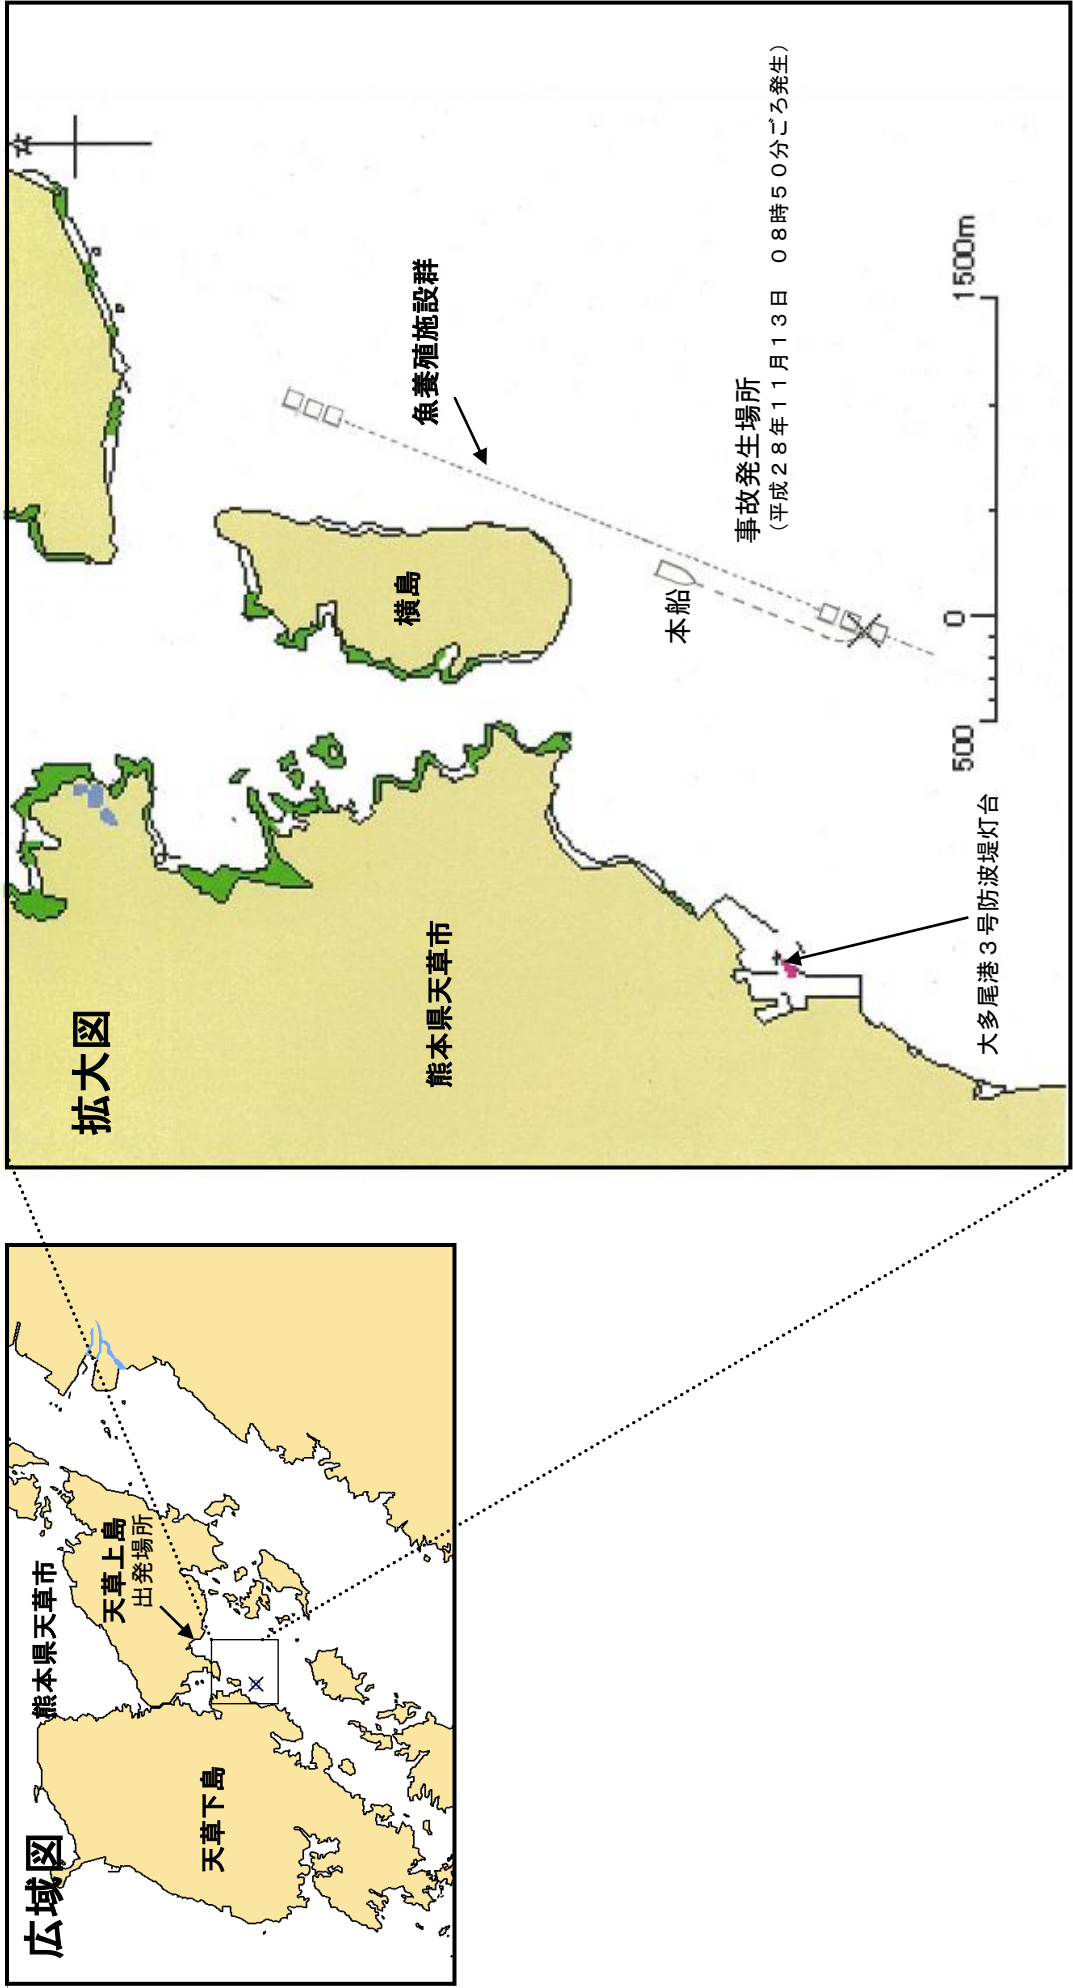 広域図
熊本県天草市
天草上島
出発場所
天草下島
拡大図
熊本県天草市
横島
魚養殖施設群
本船
事故発生場所
（平成２８年１１月１３日　０８時５０分ごろ発生）
大多尾港３号防波堤灯台
500
0
1500m